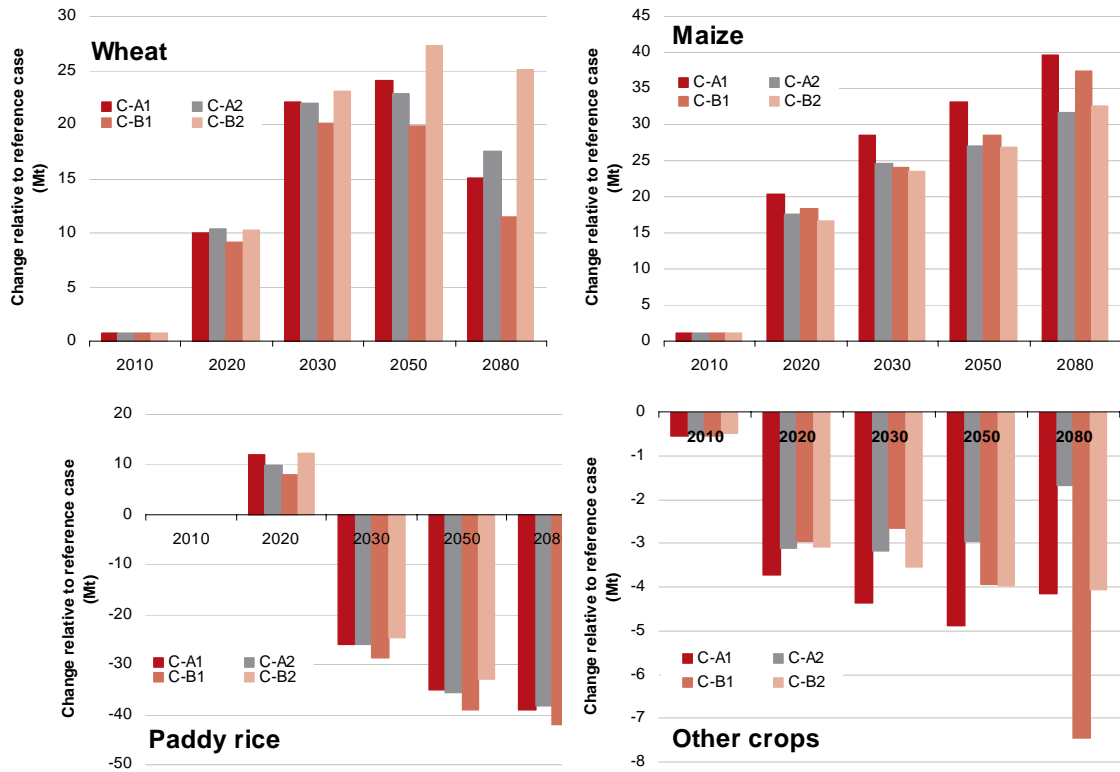 Wheat
Change relative to reference case
(Mt)
30
25
20
15
10
5
0
C-A1 C-A2
C-B1 C-B2
2010 2020 2030 2050 2080
Maize
Change relative to reference case
(Mt)
45
40
35
30
25
20
15
10
5
0
C-A1 C-A2
C-B1 C-B2
2010 2020 2030 2050 2080
Paddy rice
Change relative to reference case
(Mt)
20
10
0
-10
-20
-30
-40
-50
2010 2020 2030 2050 208
C-A1 C-A2
C-B1 C-B2
Other crops
Change relative to reference case
(Mt)
0
-1
-2
-3
-4
-5
-6
-7
-8
2010 2020 2030 2050 2080
C-A1 C-A2
C-B1 C-B2